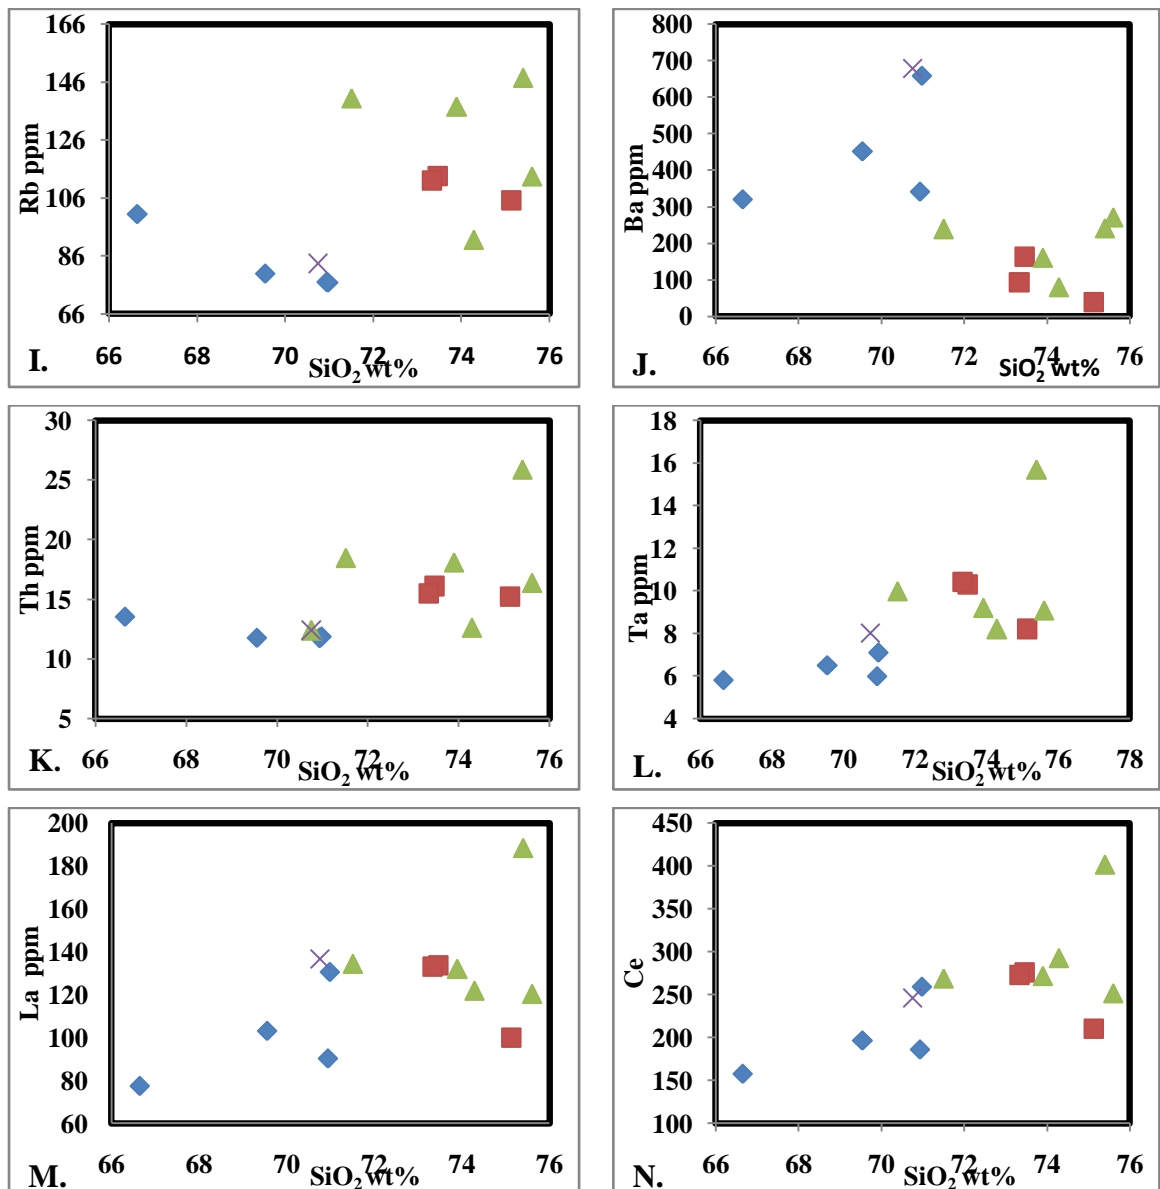 166
146
126
106
86
66
Rb ppm
66 68 70 72 74 76
I. SiO₂ wt%
800
700
600
500
400
300
200
100
0
Ba ppm
66 68 70 72 74 76
J. SiO₂ wt%
30
25
20
15
10
5
Th ppm
66 68 70 72 74 76
K. SiO₂ wt%
18
16
14
12
10
8
6
4
Ta ppm
66 68 70 72 74 76 78
L. SiO₂ wt%
200
180
160
140
120
100
80
60
La ppm
66 68 70 72 74 76
M. SiO₂ wt%
450
400
350
300
250
200
150
100
Ce
66 68 70 72 74 76
N. SiO₂ wt%